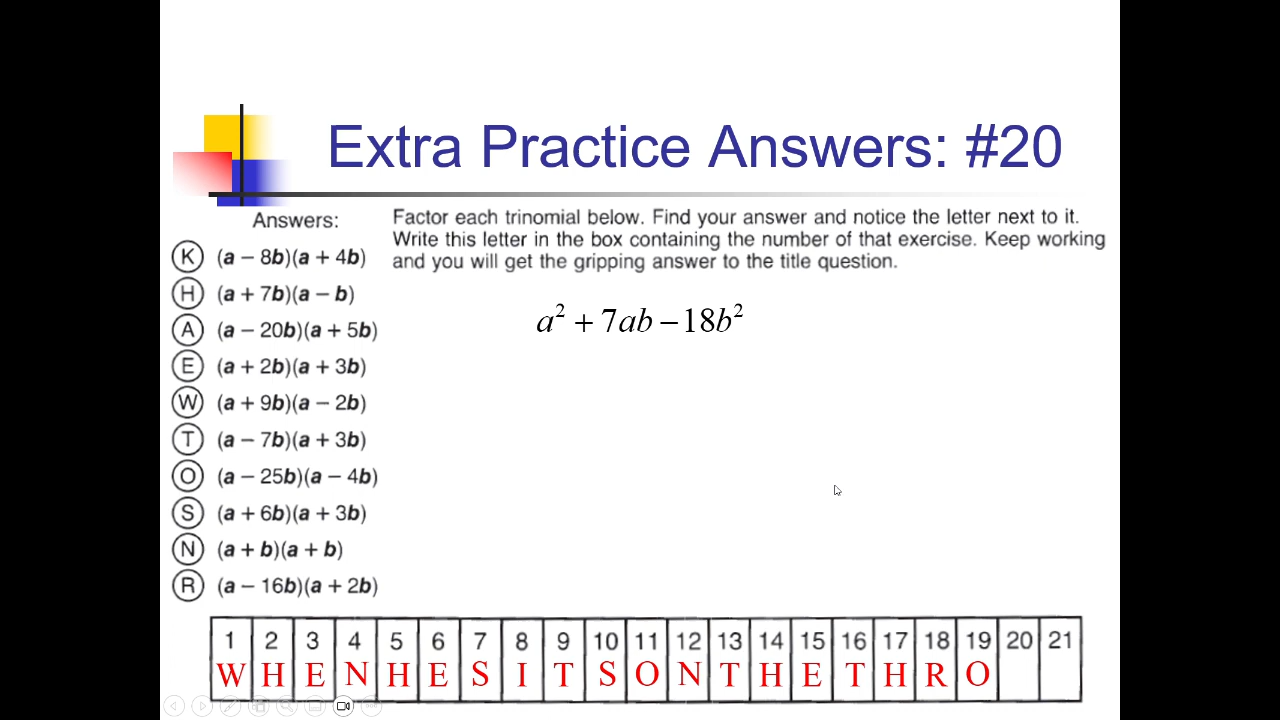 Extra Practice Answers: #20
Answers:
K (a − 8b)(a + 4b)
H (a + 7b)(a − b)
A (a − 20b)(a + 5b)
E (a + 2b)(a + 3b)
W (a + 9b)(a − 2b)
T (a − 7b)(a + 3b)
O (a − 25b)(a − 4b)
S (a + 6b)(a + 3b)
N (a + b)(a + b)
R (a − 16b)(a + 2b)
Factor each trinomial below. Find your answer and notice the letter next to it.
Write this letter in the box containing the number of that exercise. Keep working
and you will get the gripping answer to the title question.
a² + 7ab − 18b²
1 2 3 4 5 6 7 8 9 10 11 12 13 14 15 16 17 18 19 20 21
W H E N H E S I T S O N T H E T H R O